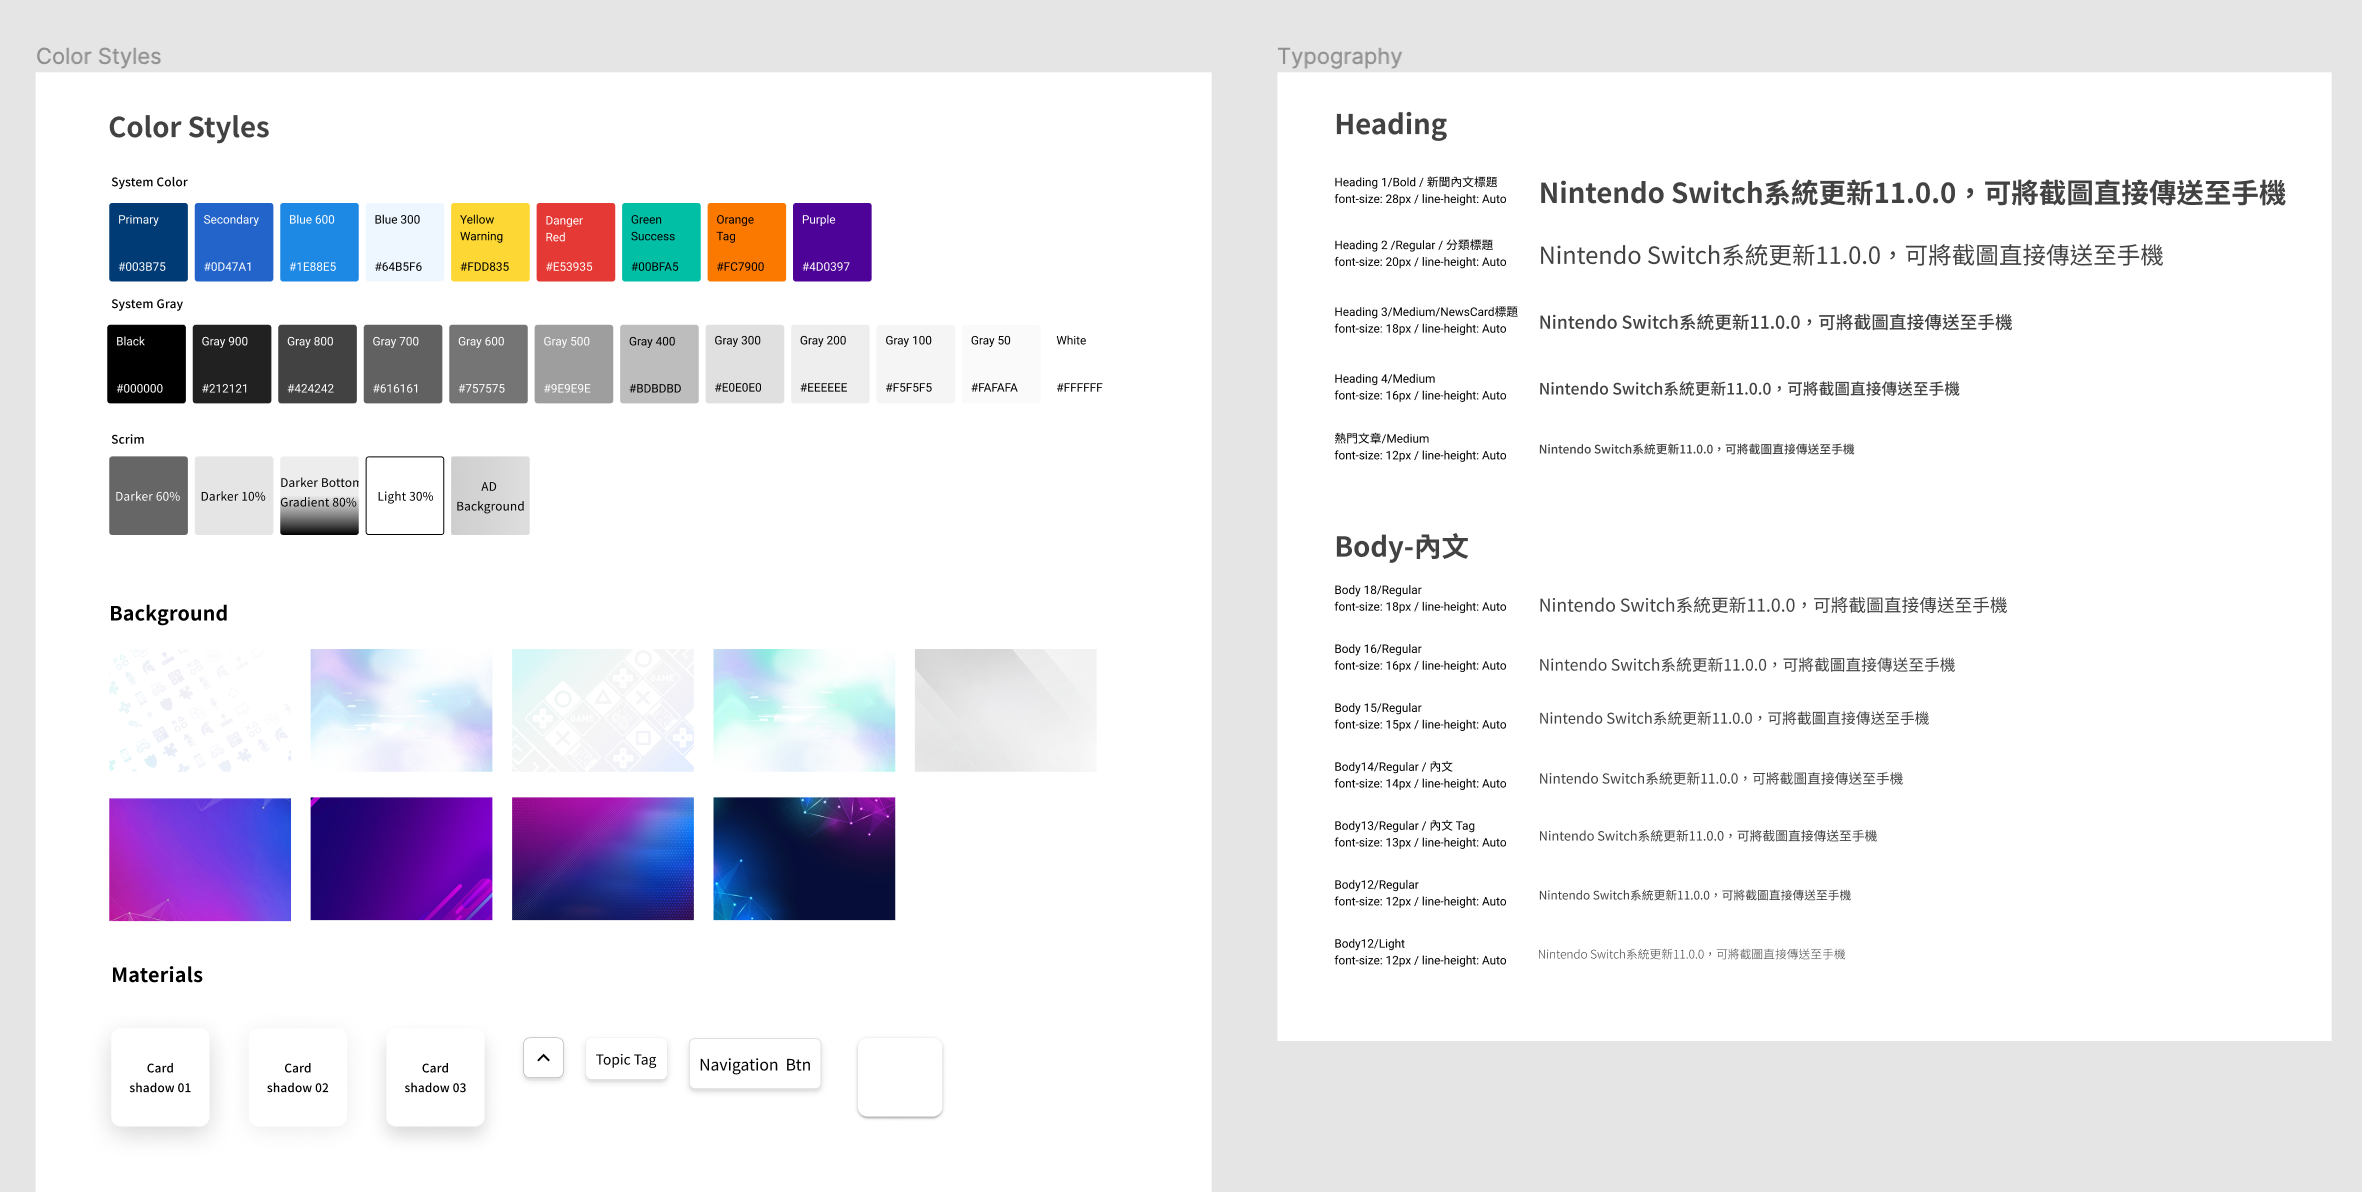 Color Styles
Color Styles
System Color
Primary
#003B75
Secondary
#0D47A1
Blue 600
#1E88E5
Blue 300
#64B5F6
Yellow
Warning
#FDD835
Danger
Red
#E53935
Green
Success
#00BFA5
Orange
Tag
#FC7900
Purple
#4D0397
System Gray
Black
#000000
Gray 900
#212121
Gray 800
#424242
Gray 700
#616161
Gray 600
#757575
Gray 500
#9E9E9E
Gray 400
#BDBDBD
Gray 300
#E0E0E0
Gray 200
#EEEEEE
Gray 100
#F5F5F5
Gray 50
#FAFAFA
White
#FFFFFF
Scrim
Darker 60%
Darker 10%
Darker Bottom
Gradient 80%
Light 30%
AD
Background
Background
GAME
GAME
Materials
Card
shadow 01
Card
shadow 02
Card
shadow 03
Topic Tag
Navigation Btn
Typography
Heading
Heading 1/Bold / 新聞內文標題
font-size: 28px / line-height: Auto
Nintendo Switch系統更新11.0.0，可將截圖直接傳送至手機
Heading 2 /Regular / 分類標題
font-size: 20px / line-height: Auto
Nintendo Switch系統更新11.0.0，可將截圖直接傳送至手機
Heading 3/Medium/NewsCard標題
font-size: 18px / line-height: Auto
Nintendo Switch系統更新11.0.0，可將截圖直接傳送至手機
Heading 4/Medium
font-size: 16px / line-height: Auto
Nintendo Switch系統更新11.0.0，可將截圖直接傳送至手機
熱門文章/Medium
font-size: 12px / line-height: Auto
Nintendo Switch系統更新11.0.0，可將截圖直接傳送至手機
Body-內文
Body 18/Regular
font-size: 18px / line-height: Auto
Nintendo Switch系統更新11.0.0，可將截圖直接傳送至手機
Body 16/Regular
font-size: 16px / line-height: Auto
Nintendo Switch系統更新11.0.0，可將截圖直接傳送至手機
Body 15/Regular
font-size: 15px / line-height: Auto
Nintendo Switch系統更新11.0.0，可將截圖直接傳送至手機
Body14/Regular / 內文
font-size: 14px / line-height: Auto
Nintendo Switch系統更新11.0.0，可將截圖直接傳送至手機
Body13/Regular / 內文 Tag
font-size: 13px / line-height: Auto
Nintendo Switch系統更新11.0.0，可將截圖直接傳送至手機
Body12/Regular
font-size: 12px / line-height: Auto
Nintendo Switch系統更新11.0.0，可將截圖直接傳送至手機
Body12/Light
font-size: 12px / line-height: Auto
Nintendo Switch系統更新11.0.0，可將截圖直接傳送至手機